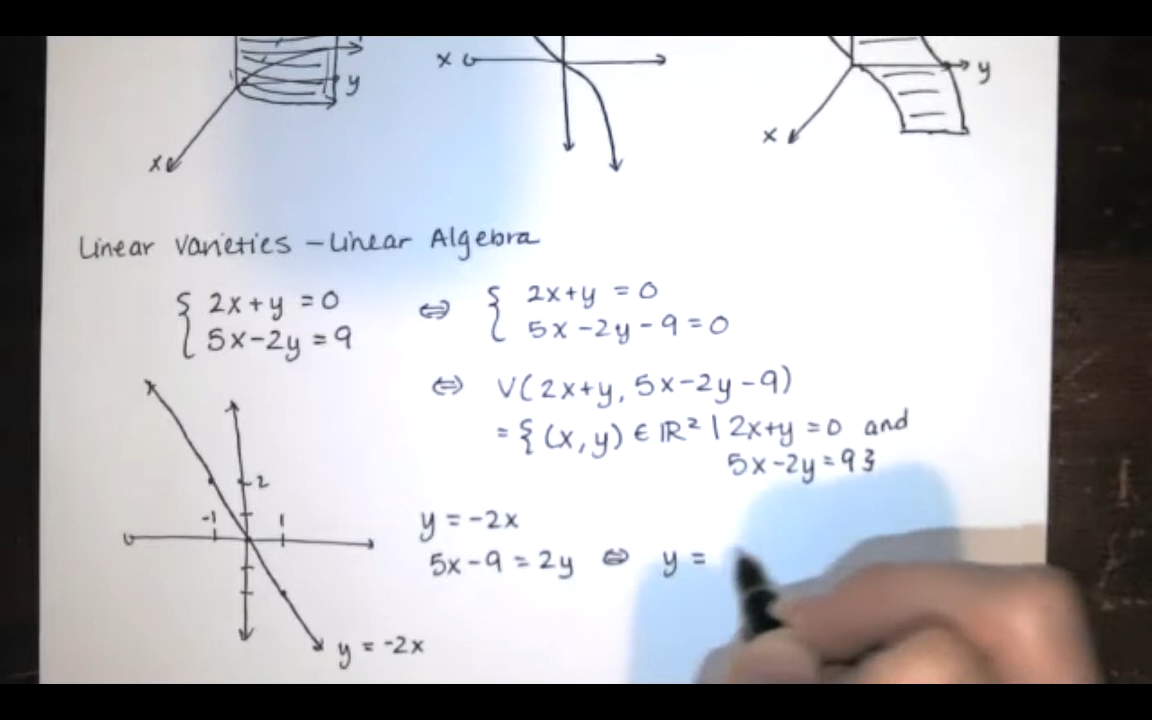 y
x
x
y
x
Linear Varieties - Linear Algebra
{ 2x+y = 0
5x-2y = 9
⇔ { 2x+y = 0
5x-2y-9=0
⇔ V(2x+y, 5x-2y-9)
= {(x,y) ∈ ℝ² | 2x+y = 0 and
5x-2y=9}
2
-1 1
y = -2x
y = -2x
5x-9 = 2y ⇔ y =